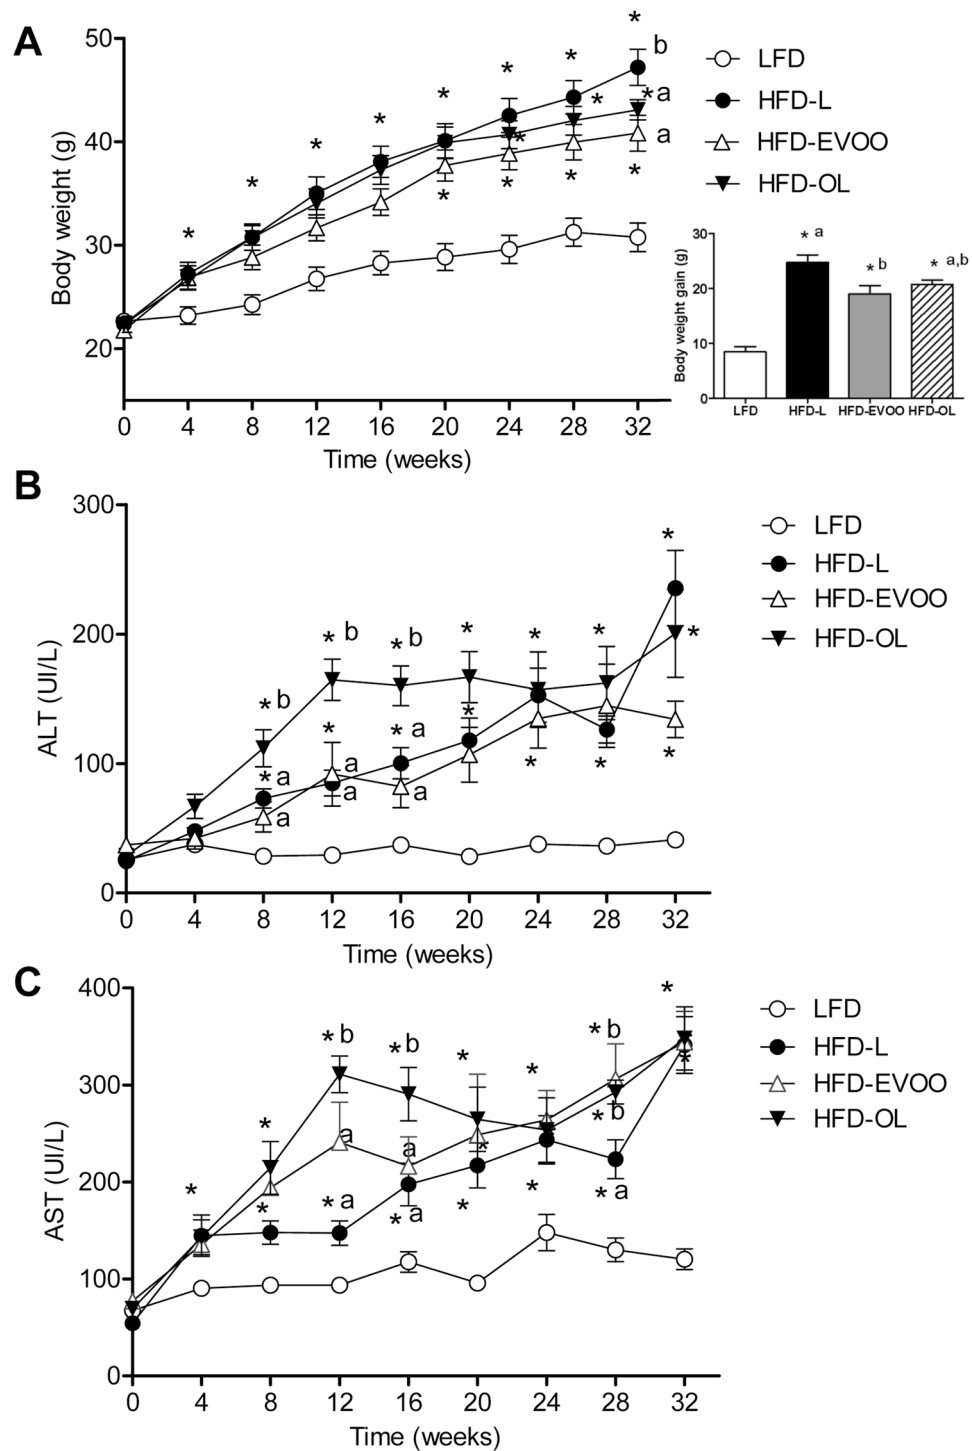 A
50
40
30
20
Body weight (g)
* * * * * * * * *
b
* * * a
a
* * * *
0 4 8 12 16 20 24 28 32
Time (weeks)
LFD
HFD-L
HFD-EVOO
HFD-OL
30
20
10
0
Body weight gain (g)
* a
* b
* a,b
LFD HFD-L HFD-EVOO HFD-OL
B
300
200
100
0
ALT (UI/L)
*
* b * b * * * *
* b
* * a *
* a a
a a a
* * *
0 4 8 12 16 20 24 28 32
Time (weeks)
LFD
HFD-L
HFD-EVOO
HFD-OL
C
400
300
200
100
0
AST (UI/L)
*
* b * b * * * b
*
* b
a a *
*
* * a * a * * * a
*
0 4 8 12 16 20 24 28 32
Time (weeks)
LFD
HFD-L
HFD-EVOO
HFD-OL